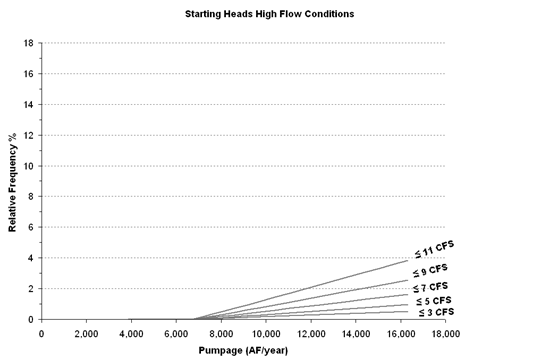 Starting Heads High Flow Conditions
Relative Frequency %
18
16
14
12
10
8
6
4
2
0
≤ 11 CFS
≤ 9 CFS
≤ 7 CFS
≤ 5 CFS
≤ 3 CFS
0 2,000 4,000 6,000 8,000 10,000 12,000 14,000 16,000 18,000
Pumpage (AF/year)